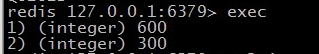 redis 127.0.0.1:6379> exec
1) (integer) 600
2) (integer) 300